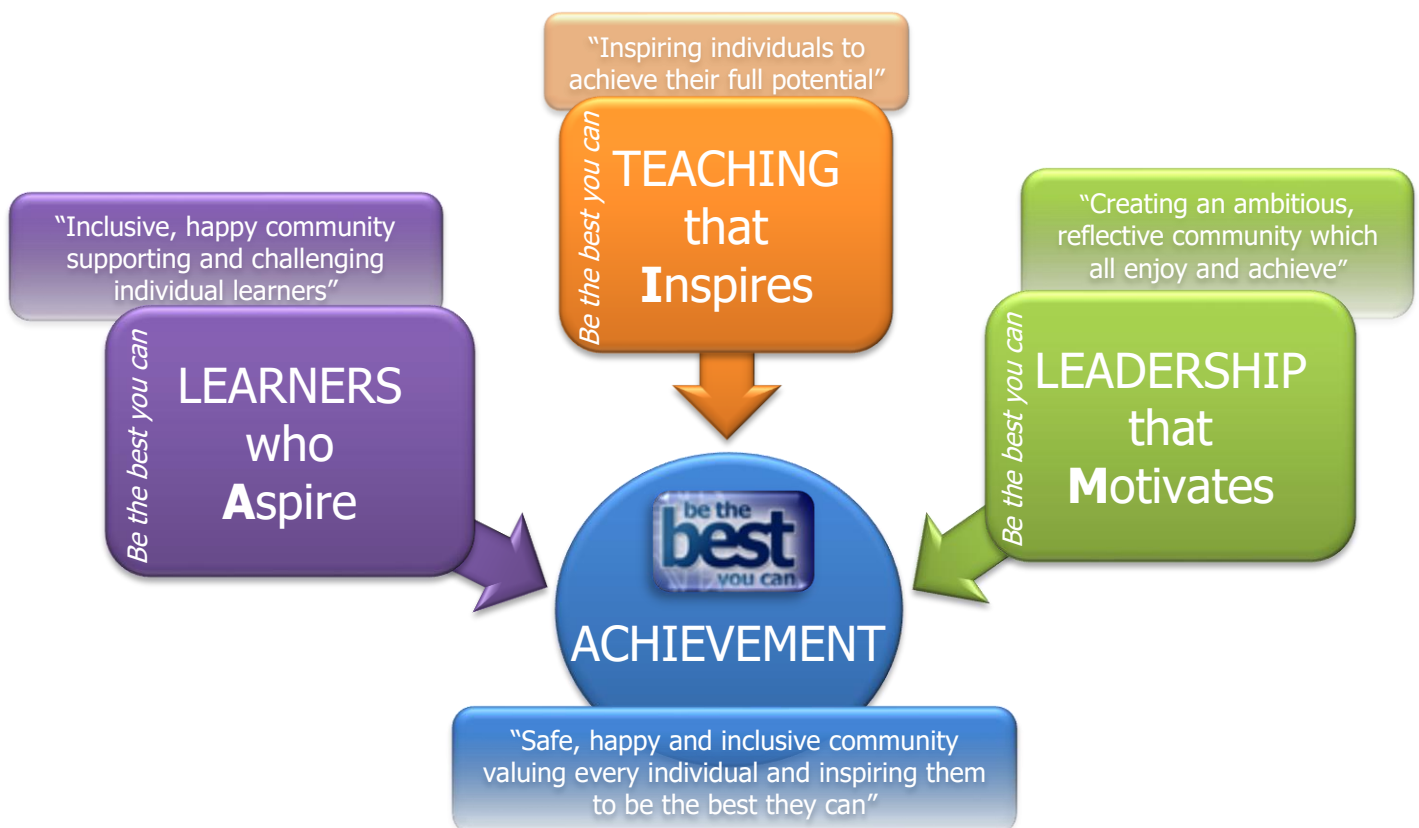 “Inspiring individuals to
achieve their full potential”
Be the best you can
TEACHING
that
Inspires
“Inclusive, happy community
supporting and challenging
individual learners”
Be the best you can
LEARNERS
who
Aspire
“Creating an ambitious,
reflective community which
all enjoy and achieve”
Be the best you can
LEADERSHIP
that
Motivates
be the
best
you can
ACHIEVEMENT
“Safe, happy and inclusive community
valuing every individual and inspiring them
to be the best they can”